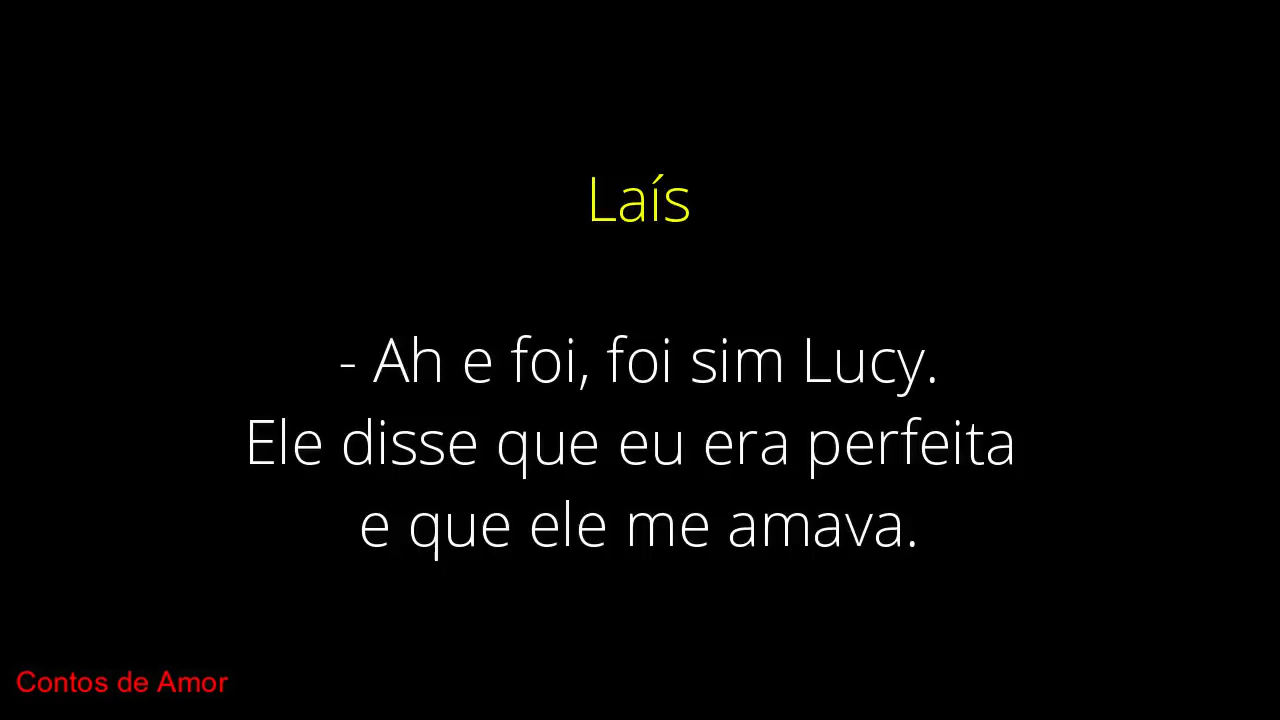 Laís
- Ah e foi, foi sim Lucy.
Ele disse que eu era perfeita
e que ele me amava.
Contos de Amor